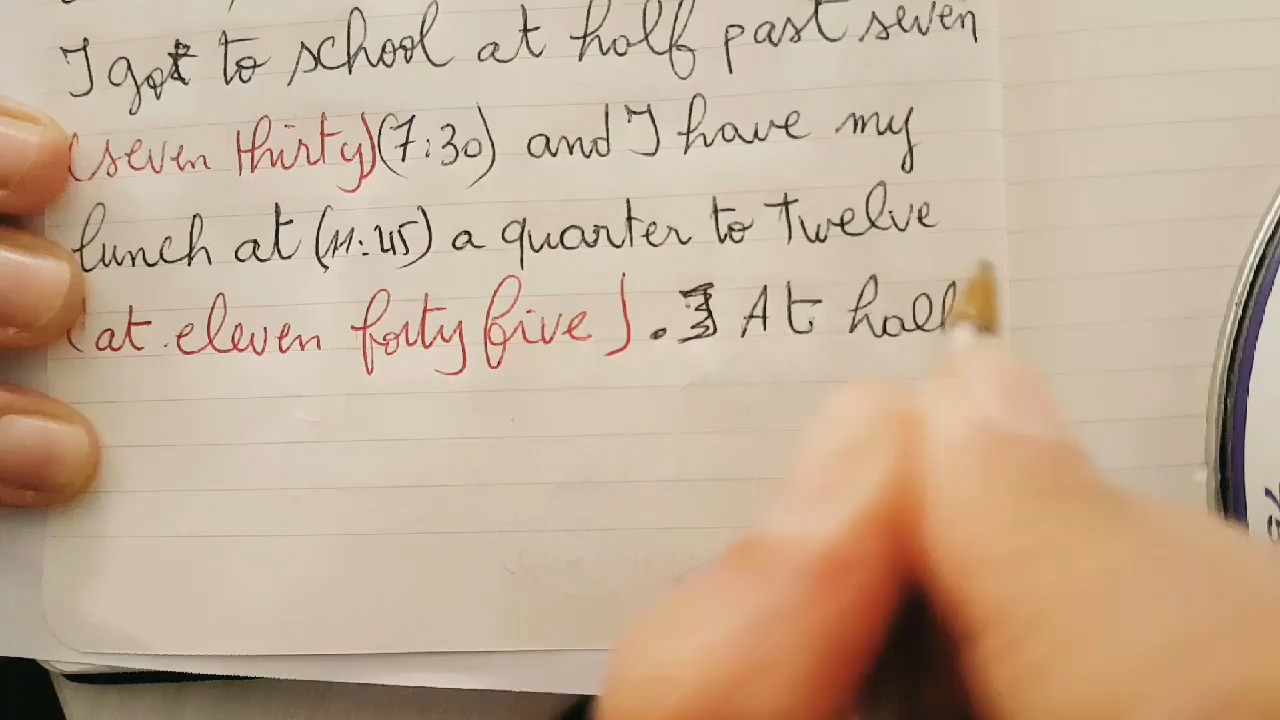 I got to school at half past seven
(seven thirty)(7:30) and I have my
lunch at (11:45) a quarter to twelve
(at eleven forty five). At half